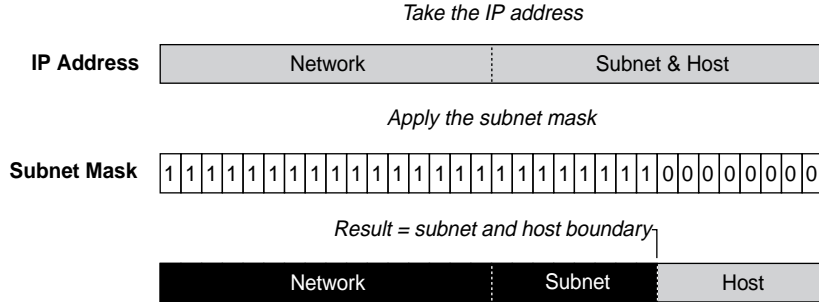 Take the IP address
IP Address Network Subnet & Host
Apply the subnet mask
Subnet Mask 1 1 1 1 1 1 1 1 1 1 1 1 1 1 1 1 1 1 1 1 1 1 1 1 0 0 0 0 0 0 0 0
Result = subnet and host boundary
Network Subnet Host